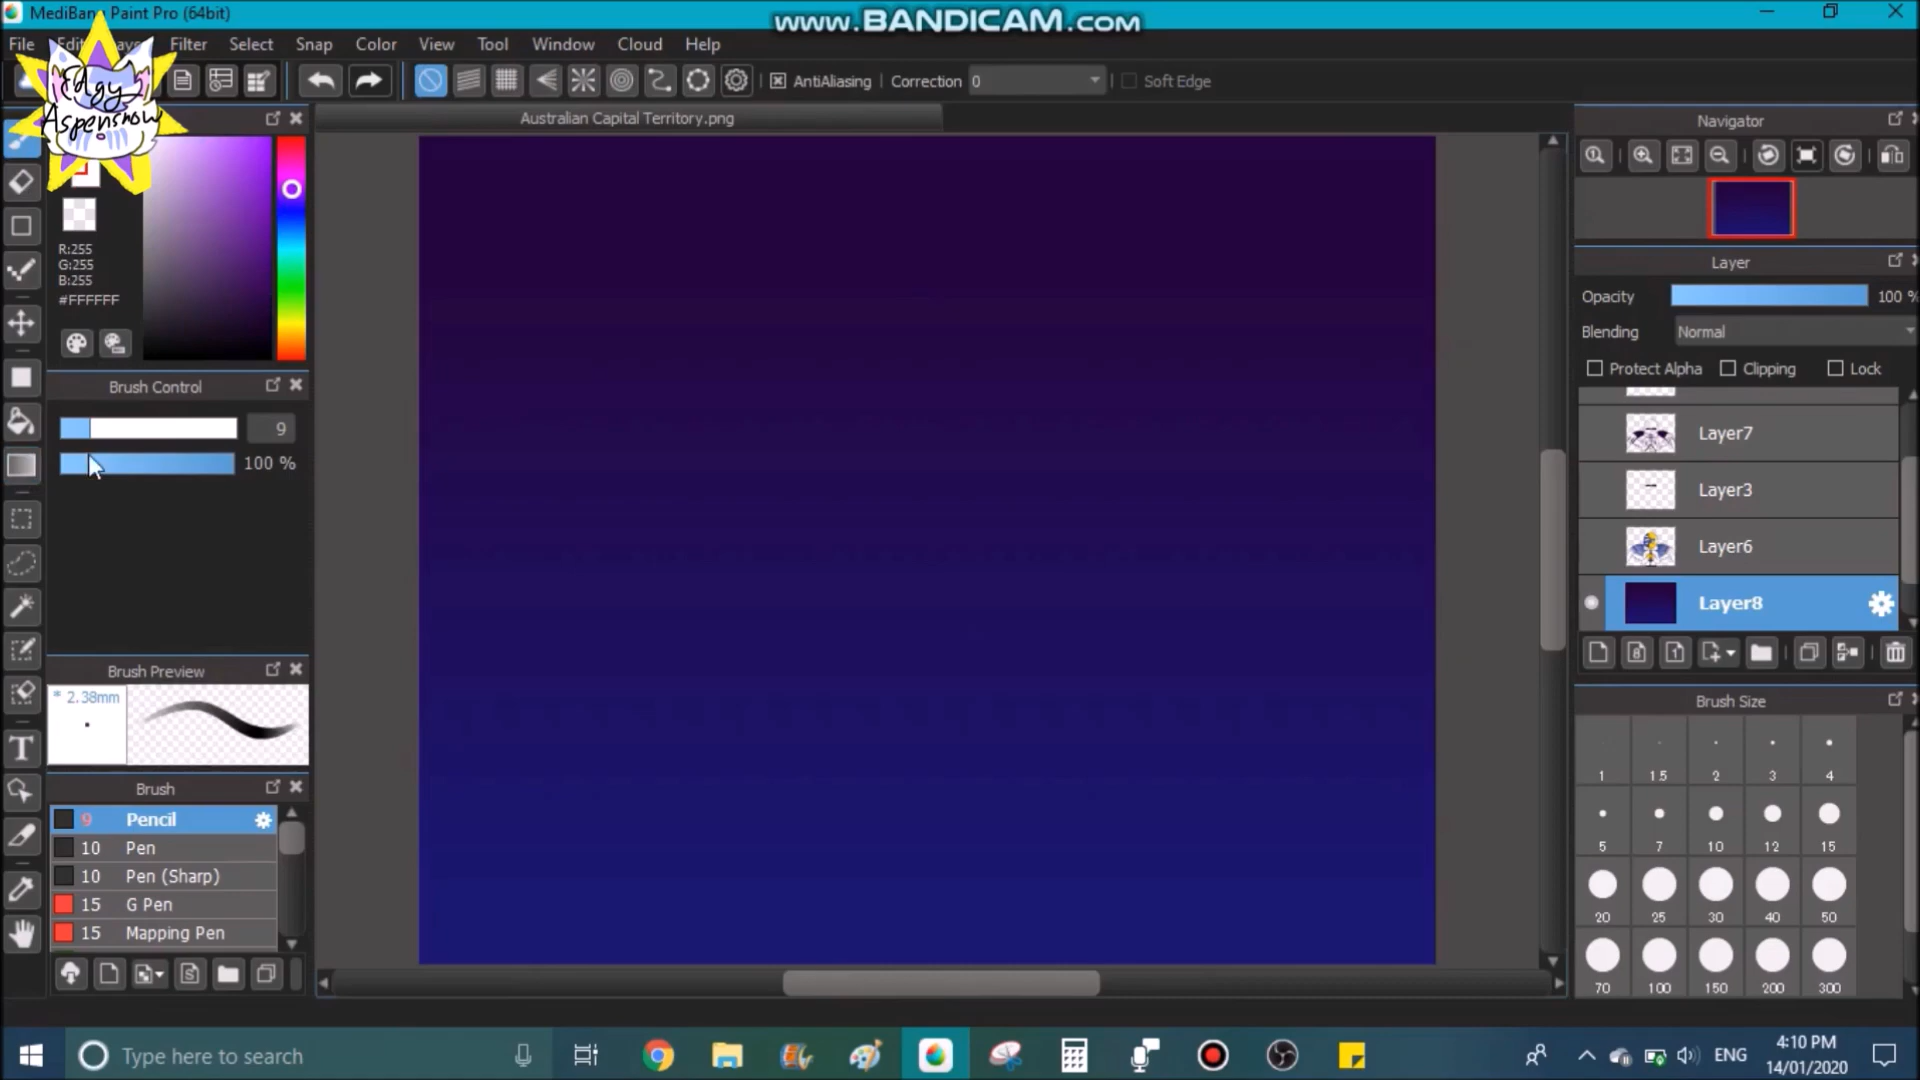 MediBang Paint Pro (64bit)
www.BANDICAM.com
File Edit Layer Filter Select Snap Color View Tool Window Cloud Help
Edgy
Aspensnow
AntiAliasing Correction 0 Soft Edge
Australian Capital Territory.png
R:255
G:255
B:255
#FFFFFF
Brush Control
9
100 %
Brush Preview
* 2.38mm
Brush
9 Pencil
10 Pen
10 Pen (Sharp)
15 G Pen
15 Mapping Pen
Navigator
Layer
Opacity 100 %
Blending Normal
Protect Alpha Clipping Lock
Layer7
Layer3
Layer6
Layer8
Brush Size
1 1.5 2 3 4
5 7 10 12 15
20 25 30 40 50
70 100 150 200 300
Type here to search
ENG
4:10 PM
14/01/2020